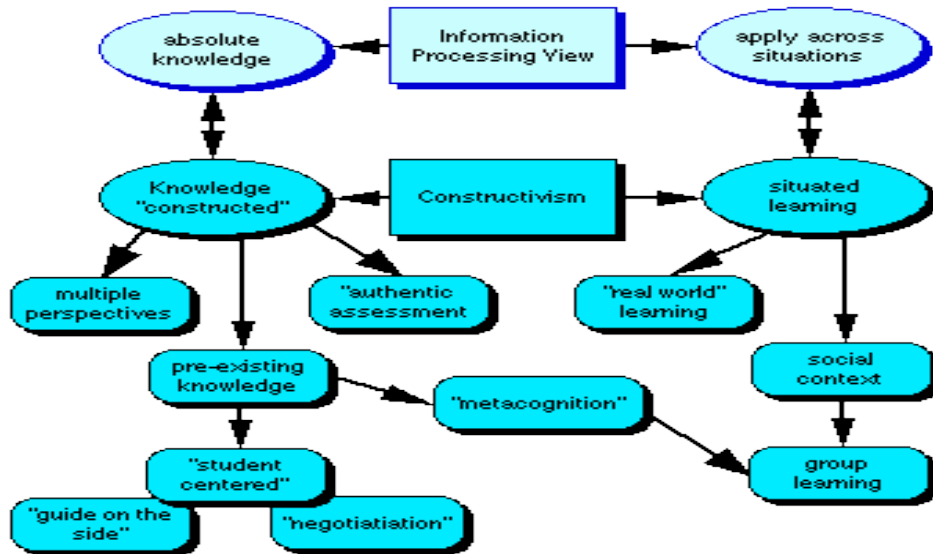 absolute
knowledge
Information
Processing View
apply across
situations
Knowledge
"constructed"
Constructivism
situated
learning
multiple
perspectives
"authentic
assessment
"real world"
learning
pre-existing
knowledge
"metacognition"
social
context
"student
centered"
group
learning
"guide on the
side"
"negotiatiation"